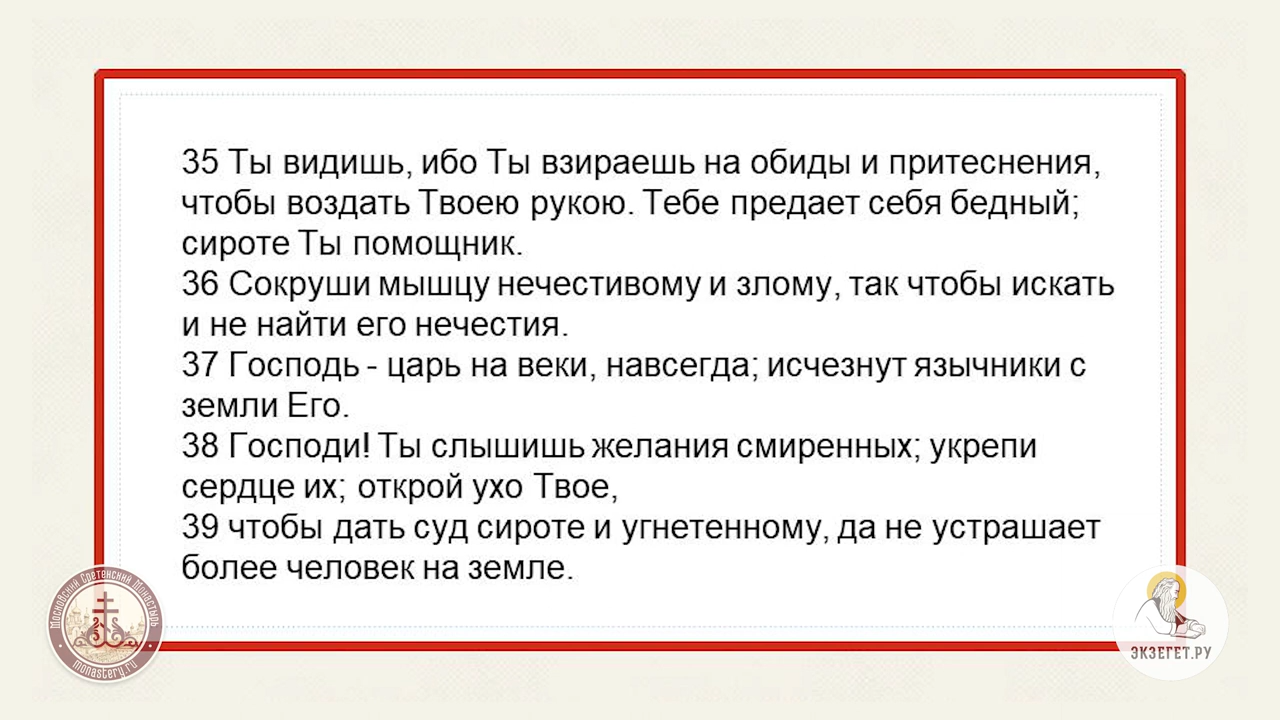 35 Ты видишь, ибо Ты взираешь на обиды и притеснения,
чтобы воздать Твоею рукою. Тебе предает себя бедный;
сироте Ты помощник.
36 Сокруши мышцу нечестивому и злому, так чтобы искать
и не найти его нечестия.
37 Господь - царь на веки, навсегда; исчезнут язычники с
земли Его.
38 Господи! Ты слышишь желания смиренных; укрепи
сердце их; открой ухо Твое,
39 чтобы дать суд сироте и угнетенному, да не устрашает
более человек на земле.
Московский Сретенский Монастырь
monastery.ru
ЭКЗЕГЕТ.РУ